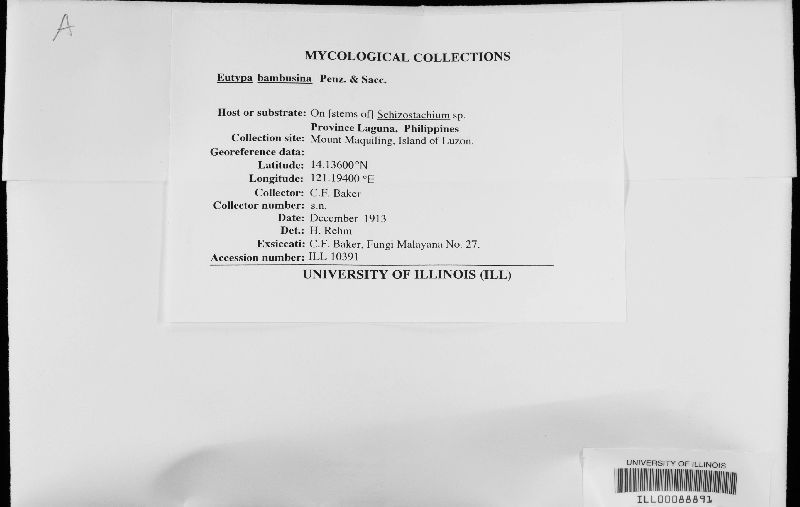 A
MYCOLOGICAL COLLECTIONS
Eutypa bambusina Penz. & Sacc.
Host or substrate: On [stems of] Schizostachium sp.
Province Laguna, Philippines
Collection site: Mount Maquiling, Island of Luzon.
Georeference data:
Latitude: 14.13600°N
Longitude: 121.19400 °E
Collector: C.F. Baker
Collector number: s.n.
Date: December 1913
Det.: H. Rehm
Exsiccati: C.F. Baker, Fungi Malayana No. 27.
Accession number: ILL 10391
UNIVERSITY OF ILLINOIS (ILL)
UNIVERSITY OF ILLINOIS
ILL00088891